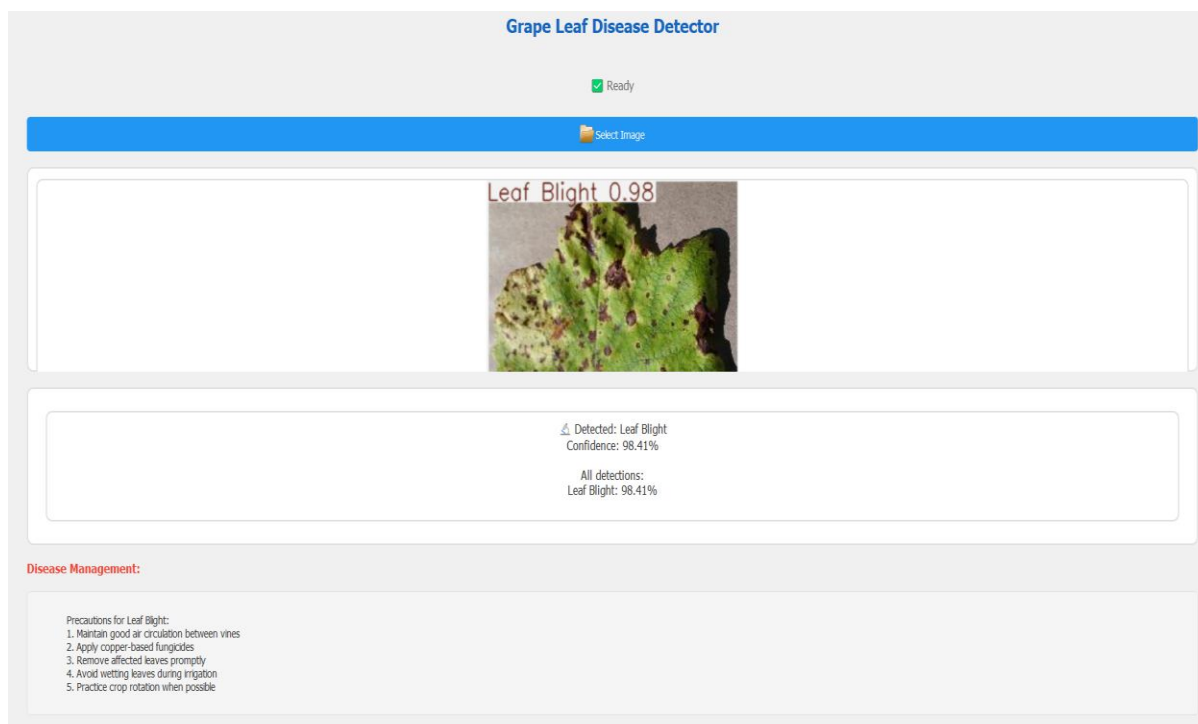 Grape Leaf Disease Detector
Ready
Select Image
Leaf Blight 0.98
Detected: Leaf Blight
Confidence: 98.41%
All detections:
Leaf Blight: 98.41%
Disease Management:
Precautions for Leaf Blight:
1. Maintain good air circulation between vines
2. Apply copper-based fungicides
3. Remove affected leaves promptly
4. Avoid wetting leaves during irrigation
5. Practice crop rotation when possible